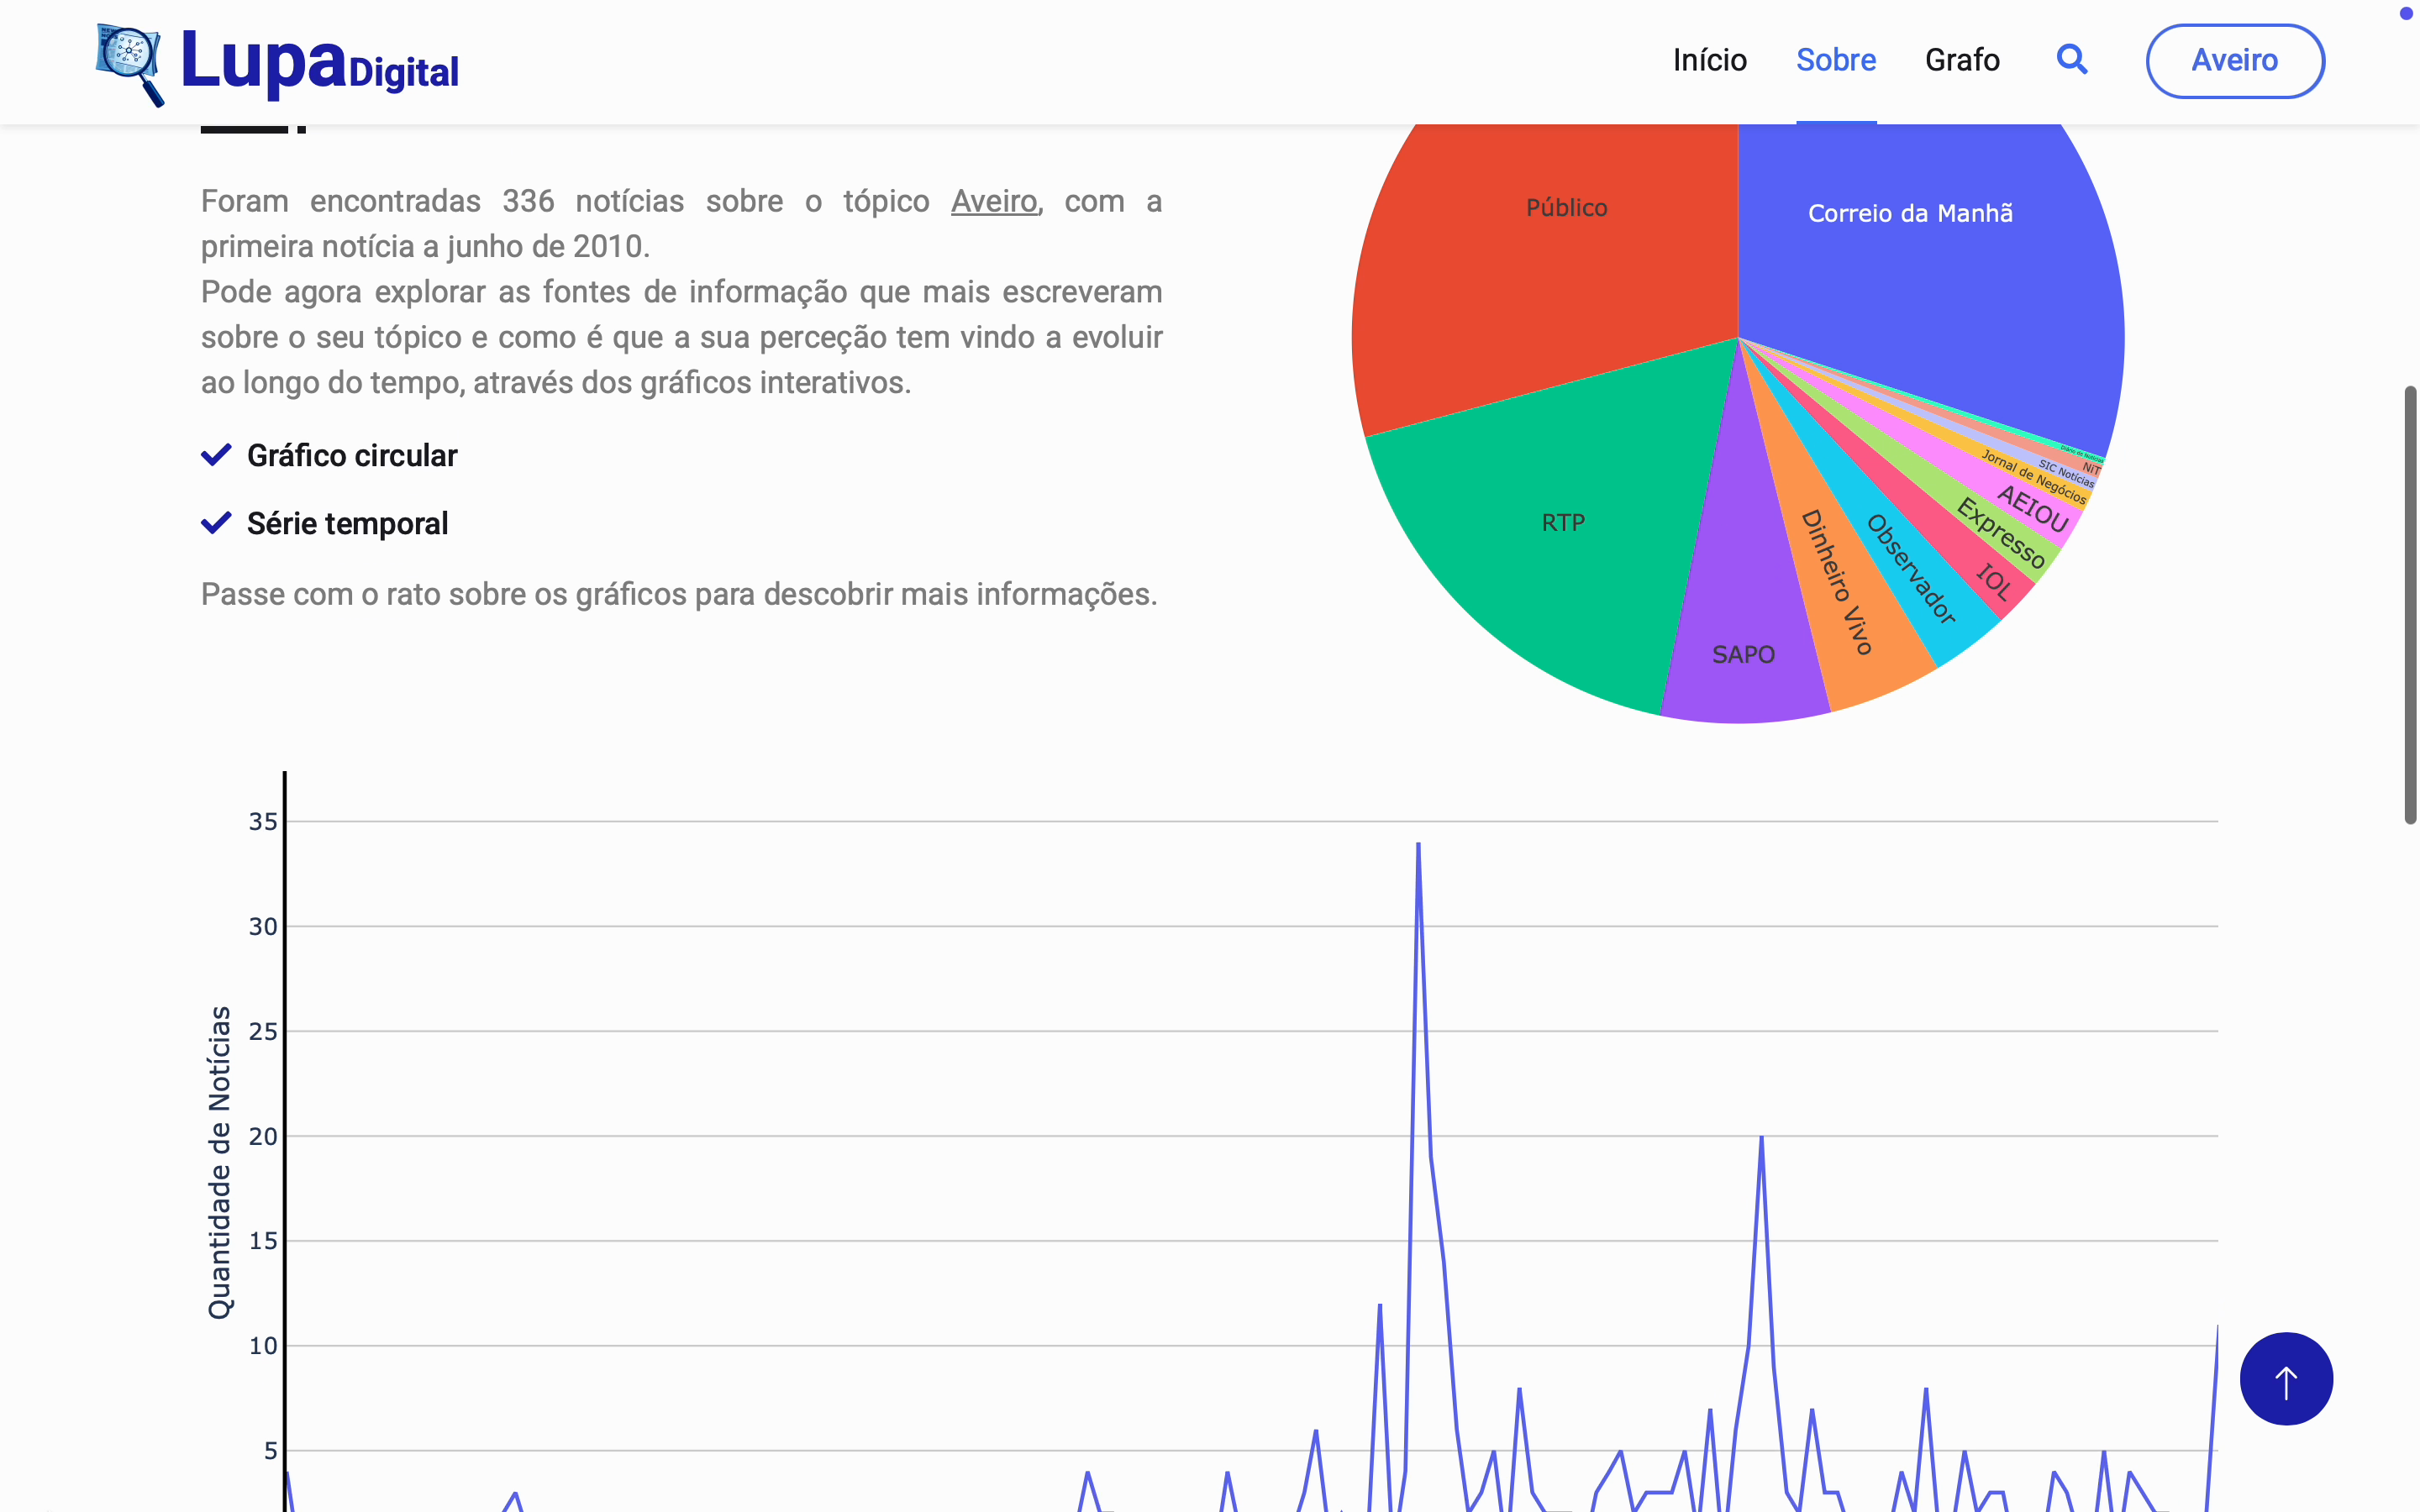 LupaDigital
Início Sobre Grafo Aveiro
Foram encontradas 336 notícias sobre o tópico Aveiro, com a
primeira notícia a junho de 2010.
Pode agora explorar as fontes de informação que mais escreveram
sobre o seu tópico e como é que a sua perceção tem vindo a evoluir
ao longo do tempo, através dos gráficos interativos.
Gráfico circular
Série temporal
Passe com o rato sobre os gráficos para descobrir mais informações.
Público
Correio da Manhã
RTP
SAPO
Dinheiro Vivo
Observador
IOL
Expresso
AEIOU
Jornal de Negócios
SIC Notícias
NiT
Diário de Notícias
Quantidade de Notícias
35
30
25
20
15
10
5